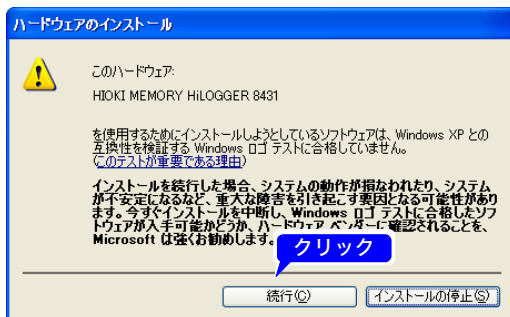 ハードウェアのインストール
このハードウェア:
HIOKI MEMORY HiLOGGER 8431
を使用するためにインストールしようとしているソフトウェアは、Windows XP との
互換性を検証する Windows ロゴ テストに合格していません。
(このテストが重要である理由)
インストールを続行した場合、システムの動作が損なわれたり、システム
が不安定になるなど、重大な障害を引き起こす要因となる可能性があり
ます。今すぐインストールを中断し、Windows ロゴ テストに合格したソフ
トウェアが入手可能かどうか、ハードウェア ベンダーに確認されることを、
Microsoft は強くお勧めします。
クリック
続行(C)
インストールの停止(S)